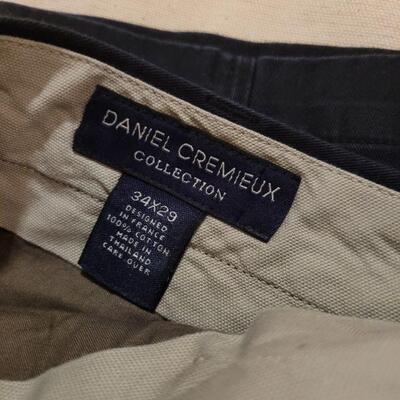 DANIEL CREMIEUX
COLLECTION
34X29
DESIGNED
IN FRANCE
100% COTTON
MADE IN
THAILAND
CARE OVER